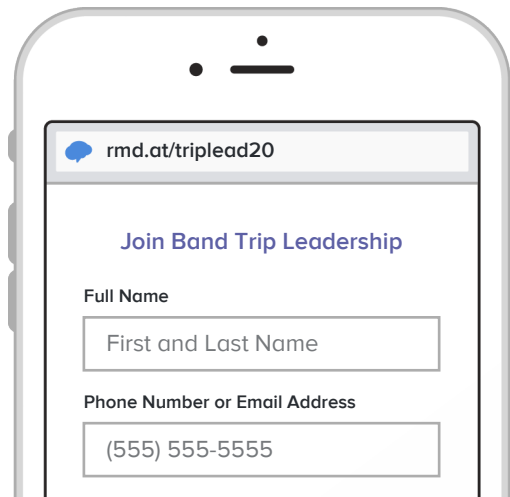 rmd.at/triplead20
Join Band Trip Leadership
Full Name
First and Last Name
Phone Number or Email Address
(555) 555-5555